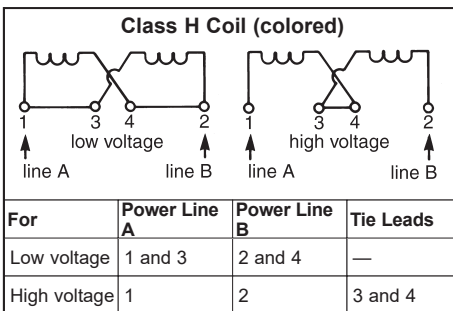 Class H Coil (colored)
1 3 4 2 1 3 4 2
low voltage high voltage
line A line B line A line B
For Power Line A Power Line B Tie Leads
Low voltage 1 and 3 2 and 4 —
High voltage 1 2 3 and 4